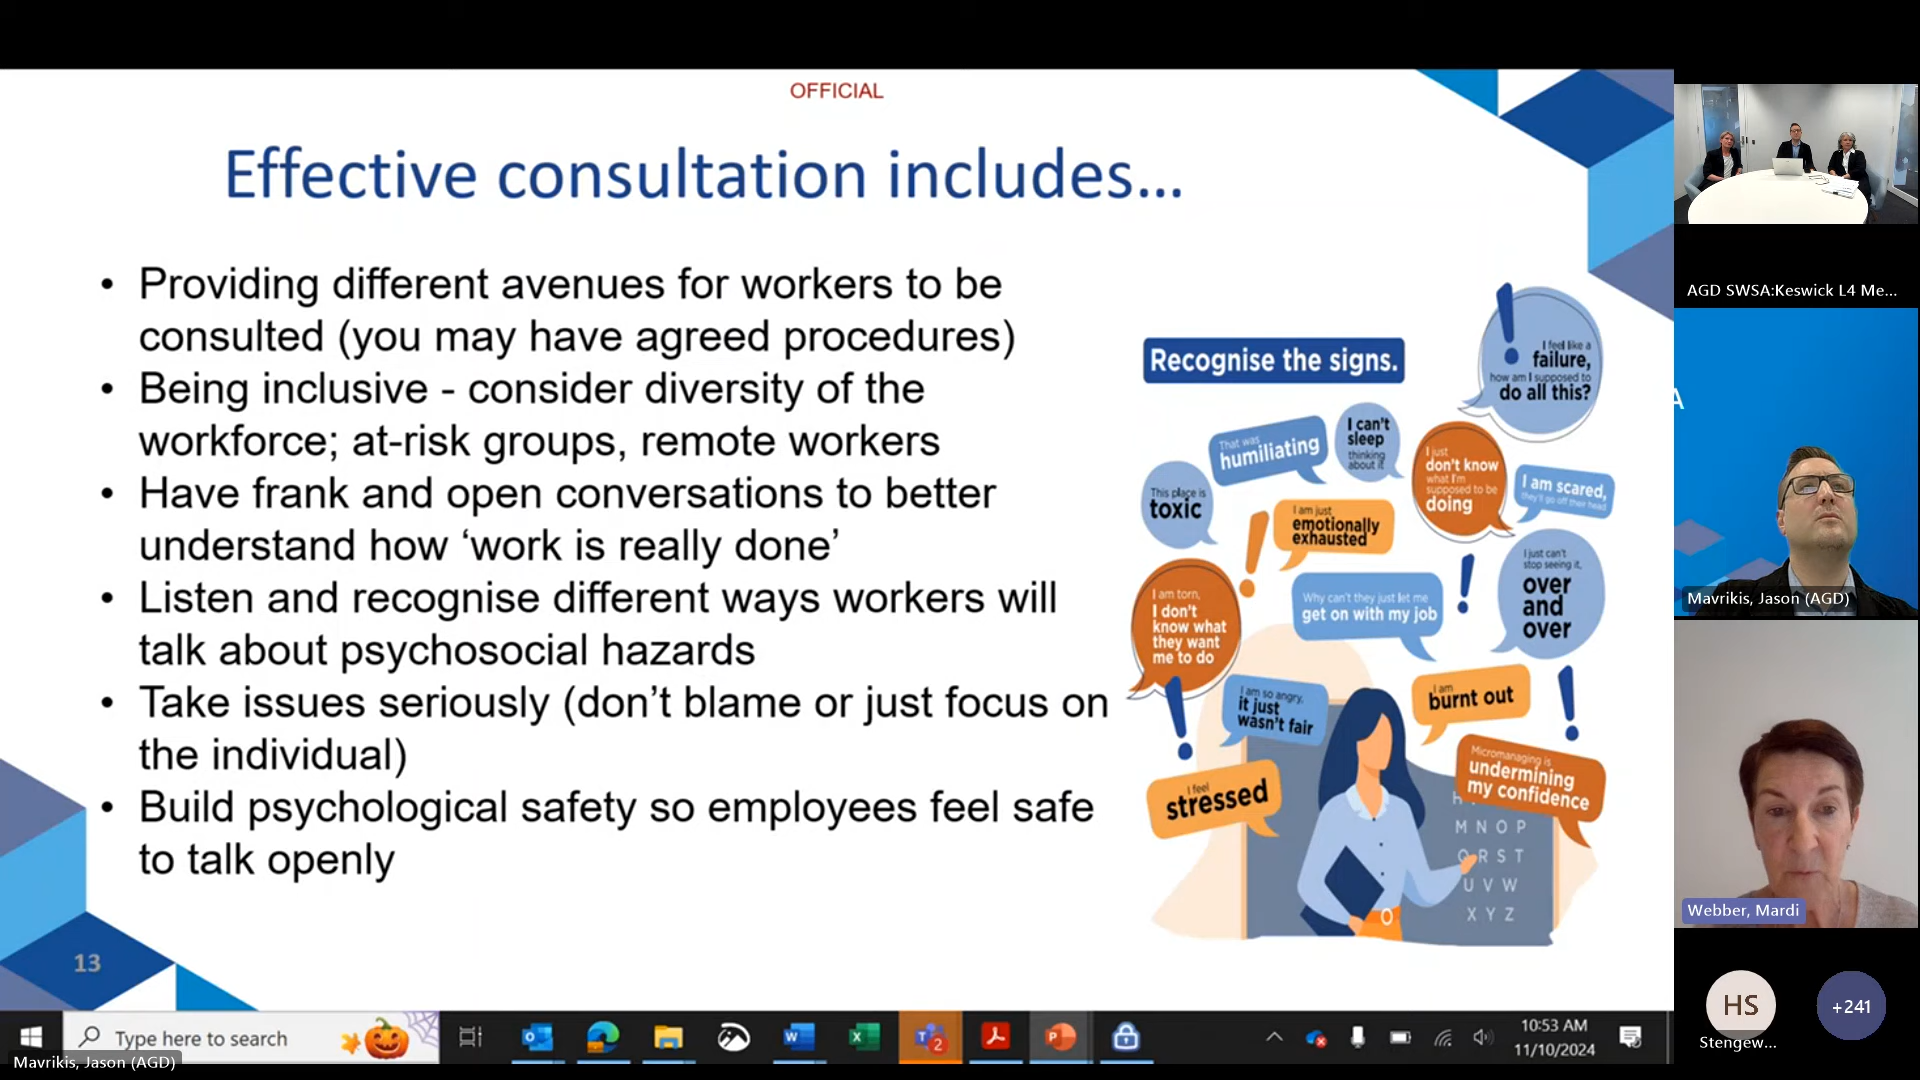 OFFICIAL
Effective consultation includes...
• Providing different avenues for workers to be
consulted (you may have agreed procedures)
• Being inclusive - consider diversity of the
workforce; at-risk groups, remote workers
• Have frank and open conversations to better
understand how ‘work is really done’
• Listen and recognise different ways workers will
talk about psychosocial hazards
• Take issues seriously (don’t blame or just focus on
the individual)
• Build psychological safety so employees feel safe
to talk openly
13
Recognise the signs.
I feel like a
failure,
how am I supposed to
do all this?
That was
humiliating
I can't
sleep
thinking
about it
I just
don't know
what I'm
supposed to be
doing
I am scared,
they'll go off their head
This place is
toxic
I am just
emotionally
exhausted
I just can't
stop seeing it,
over
and
over
I am torn,
I don't
know what
they want
me to do
Why can't they just let me
get on with my job
I am so angry,
it just
wasn't fair
I am
burnt out
I feel
stressed
Micromanaging is
undermining
my confidence
H
M N O P
Q R S T
U V W
X Y Z
AGD SWSA:Keswick L4 Me...
A
Mavrikis, Jason (AGD)
Webber, Mardi
HS
+241
Stengew...
Type here to search
2
10:53 AM
11/10/2024
Mavrikis, Jason (AGD)